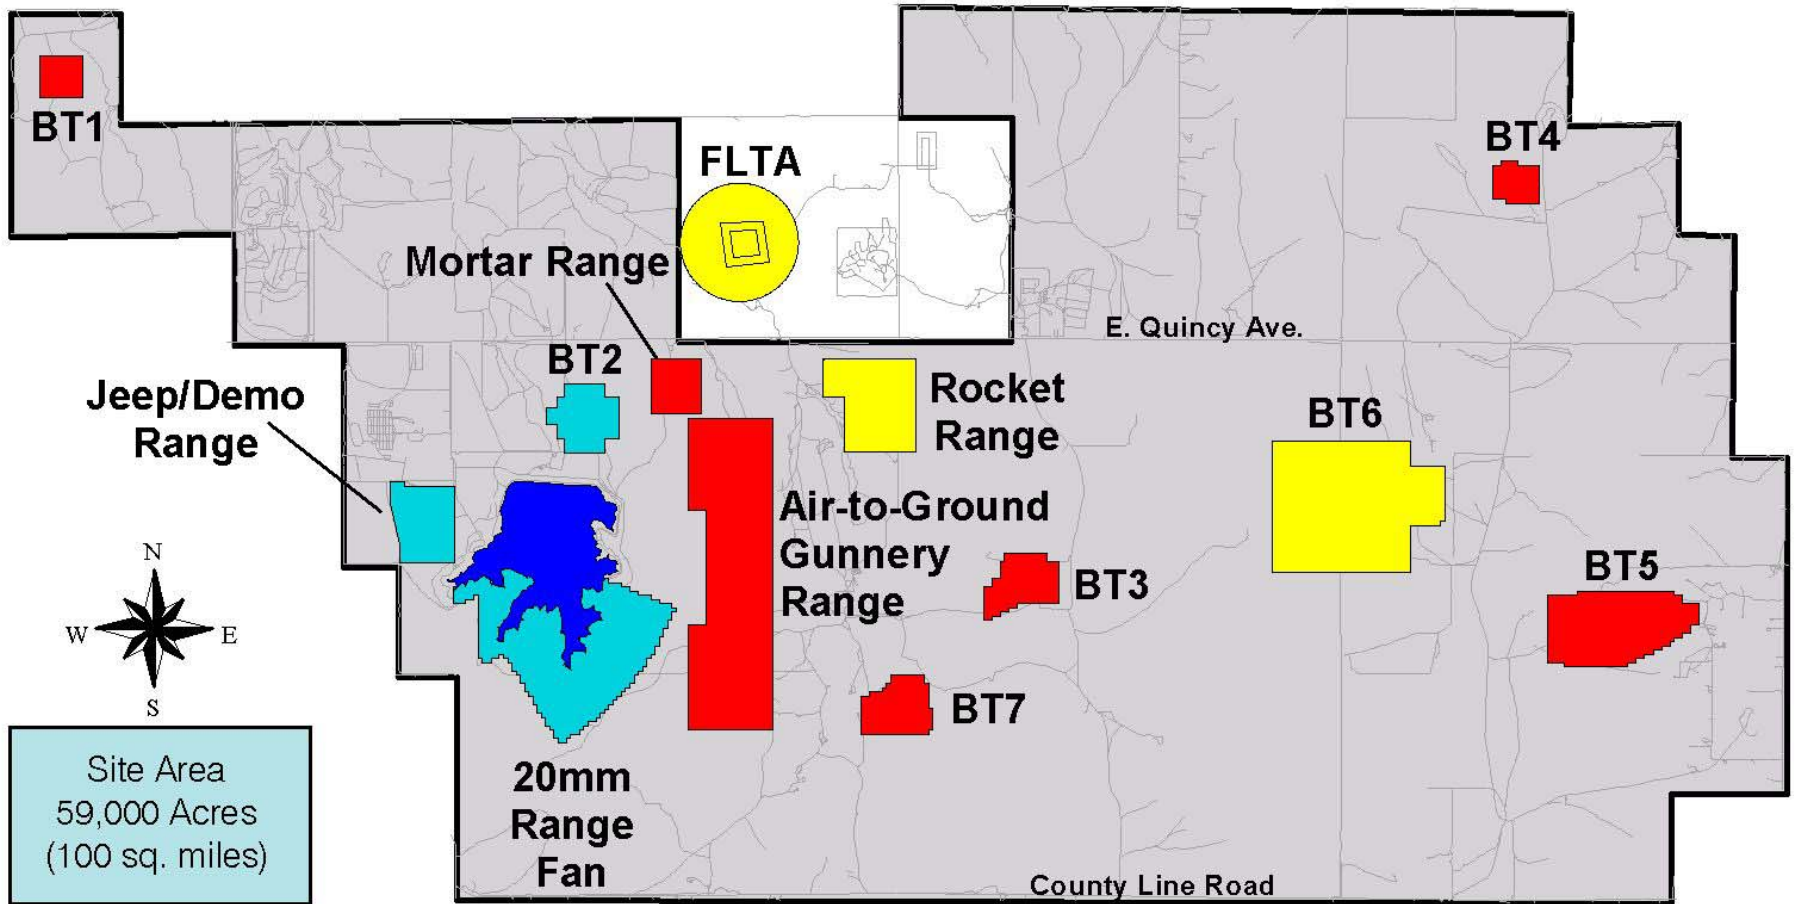 BT1
BT4
FLTA
Mortar Range
E. Quincy Ave.
BT2
Jeep/Demo
Range
Rocket
Range
BT6
Air-to-Ground
Gunnery
Range
BT3
BT5
N
W
E
S
BT7
Site Area
59,000 Acres
(100 sq. miles)
20mm
Range
Fan
County Line Road